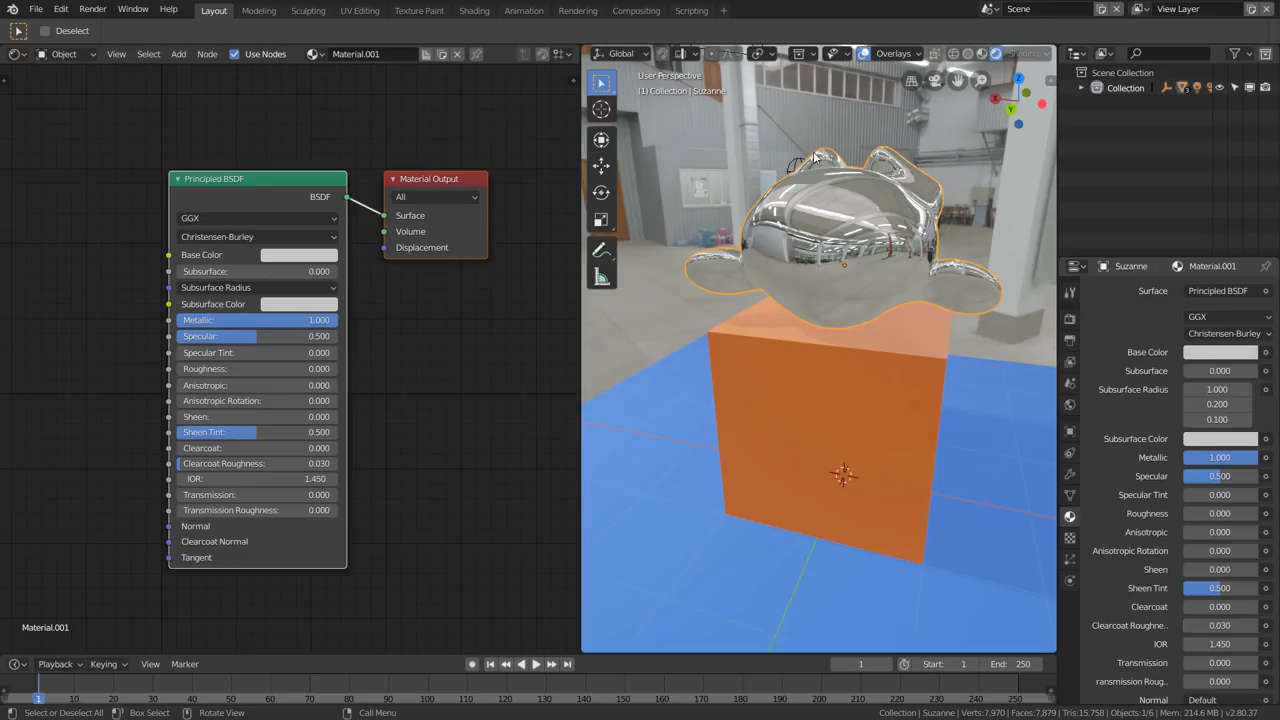 File Edit Render Window Help Layout Modeling Sculpting UV Editing Texture Paint Shading Animation Rendering Compositing Scripting Scene View Layer
Deselect
Object View Select Add Node Use Nodes Material.001 Global Overlays
User Perspective
(1) Collection | Suzanne
Scene Collection
Collection
Z
X
Y
Principled BSDF
BSDF
GGX
Christensen-Burley
Base Color
Subsurface: 0.000
Subsurface Radius
Subsurface Color
Metallic: 1.000
Specular: 0.500
Specular Tint: 0.000
Roughness: 0.000
Anisotropic: 0.000
Anisotropic Rotation: 0.000
Sheen: 0.000
Sheen Tint: 0.500
Clearcoat: 0.000
Clearcoat Roughness: 0.030
IOR: 1.450
Transmission: 0.000
Transmission Roughness: 0.000
Normal
Clearcoat Normal
Tangent
Material Output
All
Surface
Volume
Displacement
Material.001
Suzanne Material.001
Surface Principled BSDF
GGX
Christensen-Burley
Base Color
Subsurface 0.000
Subsurface Radius 1.000
0.200
0.100
Subsurface Color
Metallic 1.000
Specular 0.500
Specular Tint 0.000
Roughness 0.000
Anisotropic 0.000
Anisotropic Rotation 0.000
Sheen 0.000
Sheen Tint 0.500
Clearcoat 0.000
Clearcoat Roughne.. 0.030
IOR 1.450
Transmission 0.000
ransmission Roug.. 0.000
Normal Default
Playback Keying View Marker 1 Start: 1 End: 250
1 10 20 30 40 50 60 70 80 90 100 110 120 130 140 150 160 170 180 190 200 210 220 230 240 250
Select or Deselect All Box Select Rotate View Call Menu Collection | Suzanne | Verts:7,970 | Faces:7,879 | Tris:15,758 | Objects:1/6 | Mem: 214.6 MB | v2.80.37